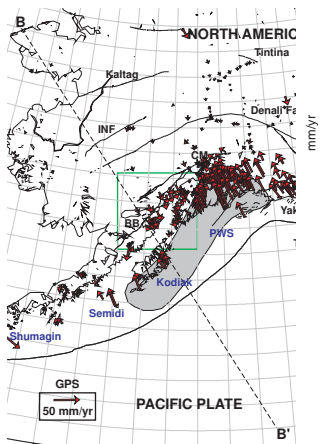 B
NORTH AMERIC
Tintina
Kaltag
mm/yr
Denali Fa
INF
CM
BB
Yak
PWS
Kodiak
Semidi
Shumagin
GPS
50 mm/yr
PACIFIC PLATE
B'